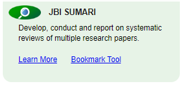 JBI SUMARI
Develop, conduct and report on systematic
reviews of multiple research papers.
Learn More Bookmark Tool